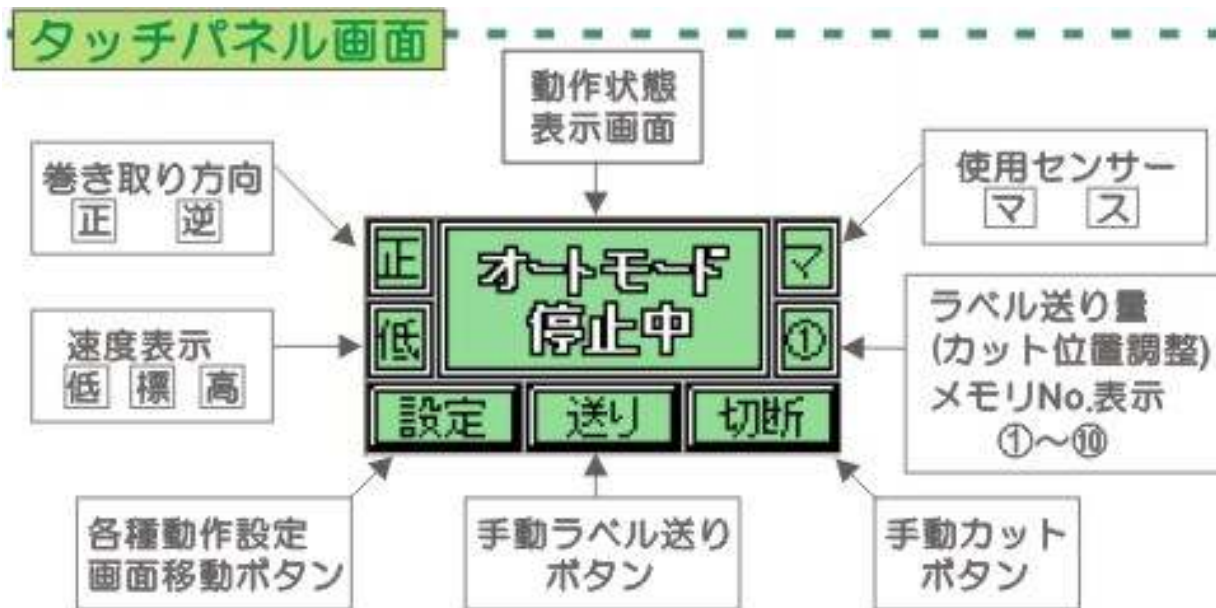 タッチパネル画面
動作状態
表示画面
巻き取り方向
正 逆
使用センサー
マ ス
速度表示
低 標 高
ラベル送り量
(カット位置調整)
メモリNo.表示
①～⑩
正
オートモード
停止中
マ
低
①
設定
送り
切断
各種動作設定
画面移動ボタン
手動ラベル送り
ボタン
手動カット
ボタン